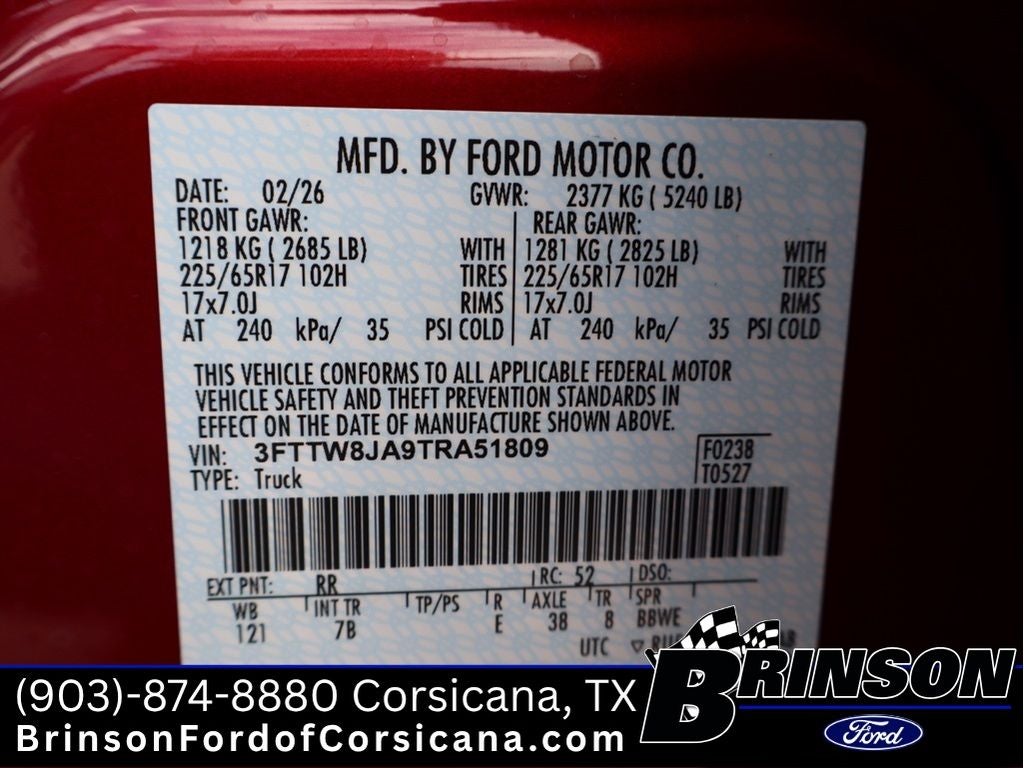 MFD. BY FORD MOTOR CO.
DATE: 02/26 GVWR: 2377 KG ( 5240 LB)
FRONT GAWR: REAR GAWR:
1218 KG ( 2685 LB) WITH 1281 KG ( 2825 LB) WITH
225/65R17 102H TIRES 225/65R17 102H TIRES
17x7.0J RIMS 17x7.0J RIMS
AT 240 kPa/ 35 PSI COLD AT 240 kPa/ 35 PSI COLD
THIS VEHICLE CONFORMS TO ALL APPLICABLE FEDERAL MOTOR
VEHICLE SAFETY AND THEFT PREVENTION STANDARDS IN
EFFECT ON THE DATE OF MANUFACTURE SHOWN ABOVE.
VIN: 3FTTW8JA9TRA51809 F0238
TYPE: Truck T0527
EXT PNT: RR RC: 52 DSO:
WB INT TR TP/PS R AXLE TR SPR
121 7B E 38 8 BBWE
UTC
(903)-874-8880 Corsicana, TX
BrinsonFordofCorsicana.com
BRINSON
Ford